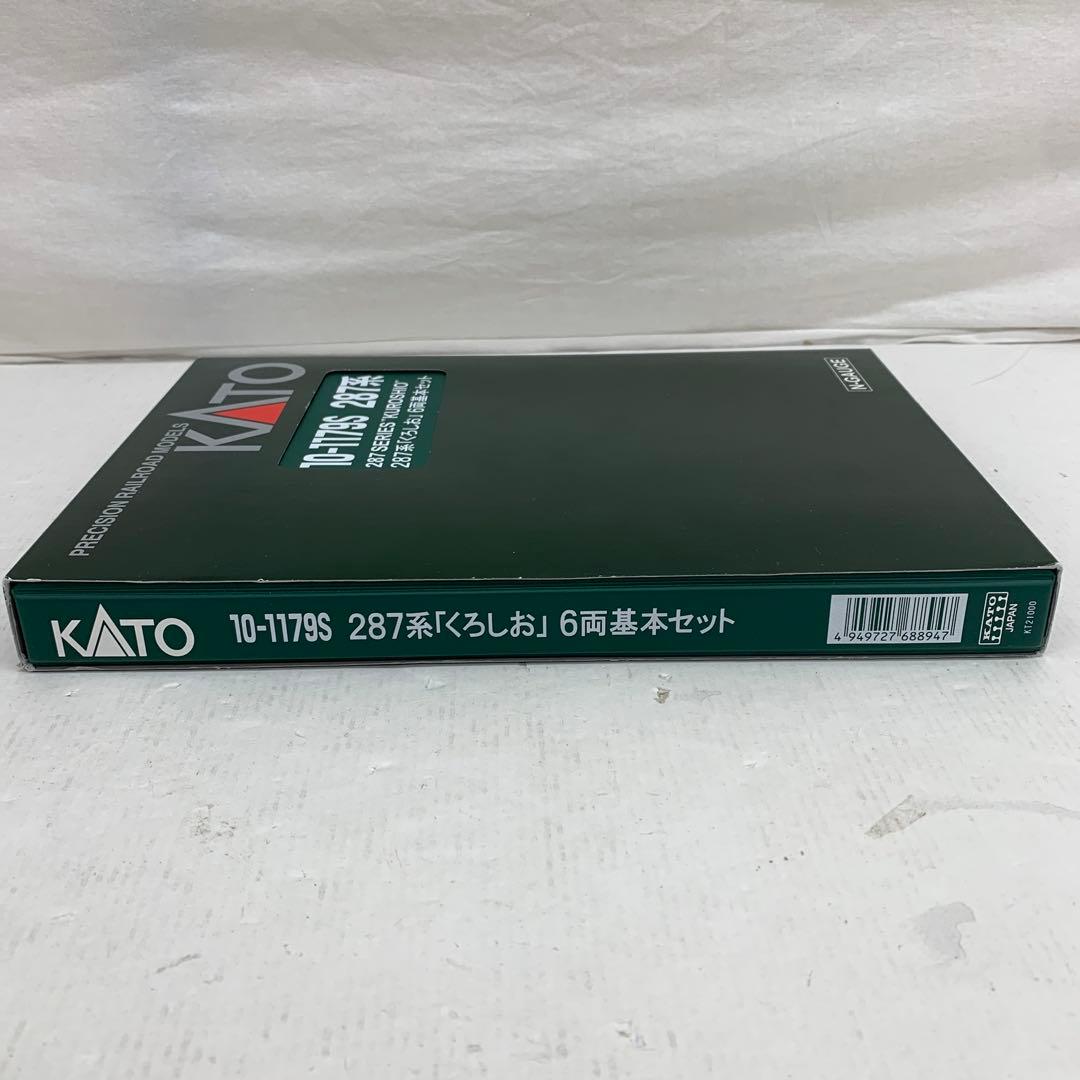 KATO
PRECISION RAILROAD MODELS
10-1179S 287系
287 SERIES "KUROSHIO"
287系「くろしお」6両基本セット
N-GAUGE
KATO 10-1179S 287系「くろしお」 6両基本セット
4 949727 688947
KATO
JAPAN
KT21000